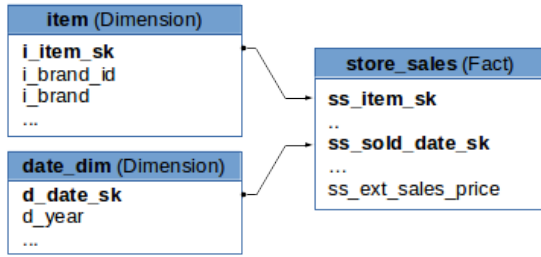 item (Dimension)
i_item_sk
i_brand_id
i_brand
...
date_dim (Dimension)
d_date_sk
d_year
...
store_sales (Fact)
ss_item_sk
..
ss_sold_date_sk
...
ss_ext_sales_price